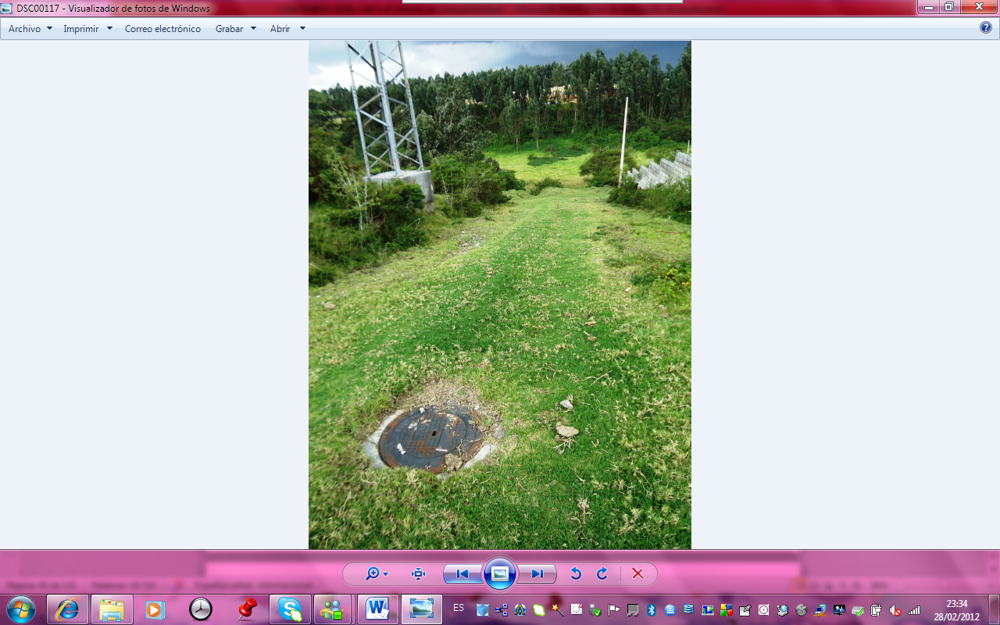 DSC00117 - Visualizador de fotos de Windows
Archivo Imprimir Correo electrónico Grabar Abrir
ES
23:34
28/02/2012